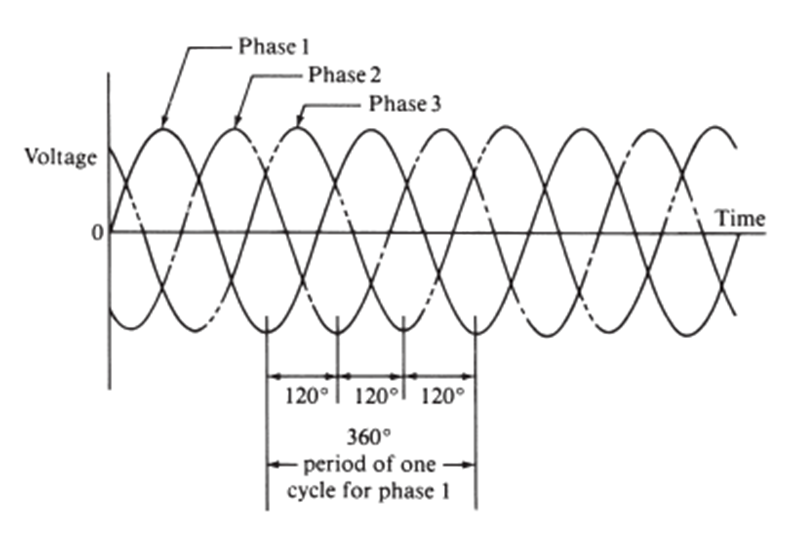 Phase 1
Phase 2
Phase 3
Voltage
0
Time
120° 120° 120°
360°
period of one
cycle for phase 1